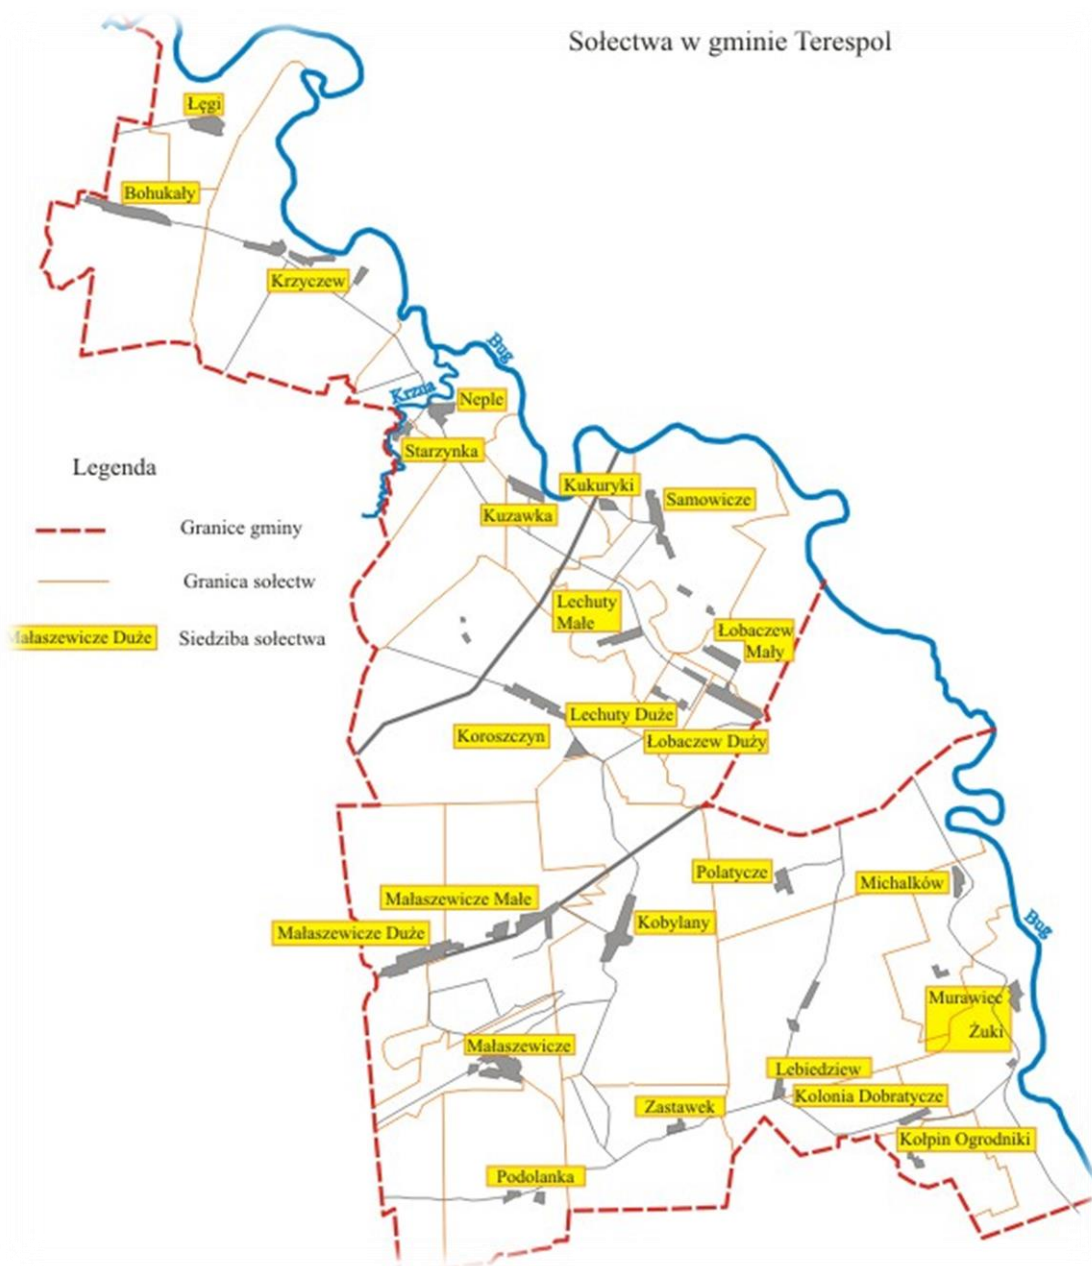 Sołectwa w gminie Terespol
Łęgi
Bohukały
Krzyczew
Bug
Krzna
Neple
Starzynka
Legenda
Granice gminy
Granica sołectw
Małaszewicze Duże
Siedziba sołectwa
Kukuryki
Samowicze
Kuzawka
Lechuty
Małe
Łobaczew
Mały
Lechuty Duże
Koroszczyn
Łobaczew Duży
Polatycze
Michalków
Małaszewicze Małe
Kobylany
Małaszewicze Duże
Bug
Murawiec
Żuki
Małaszewicze
Lebiedziew
Kolonia Dobratycze
Zastawek
Kołpin Ogrodniki
Podolanka